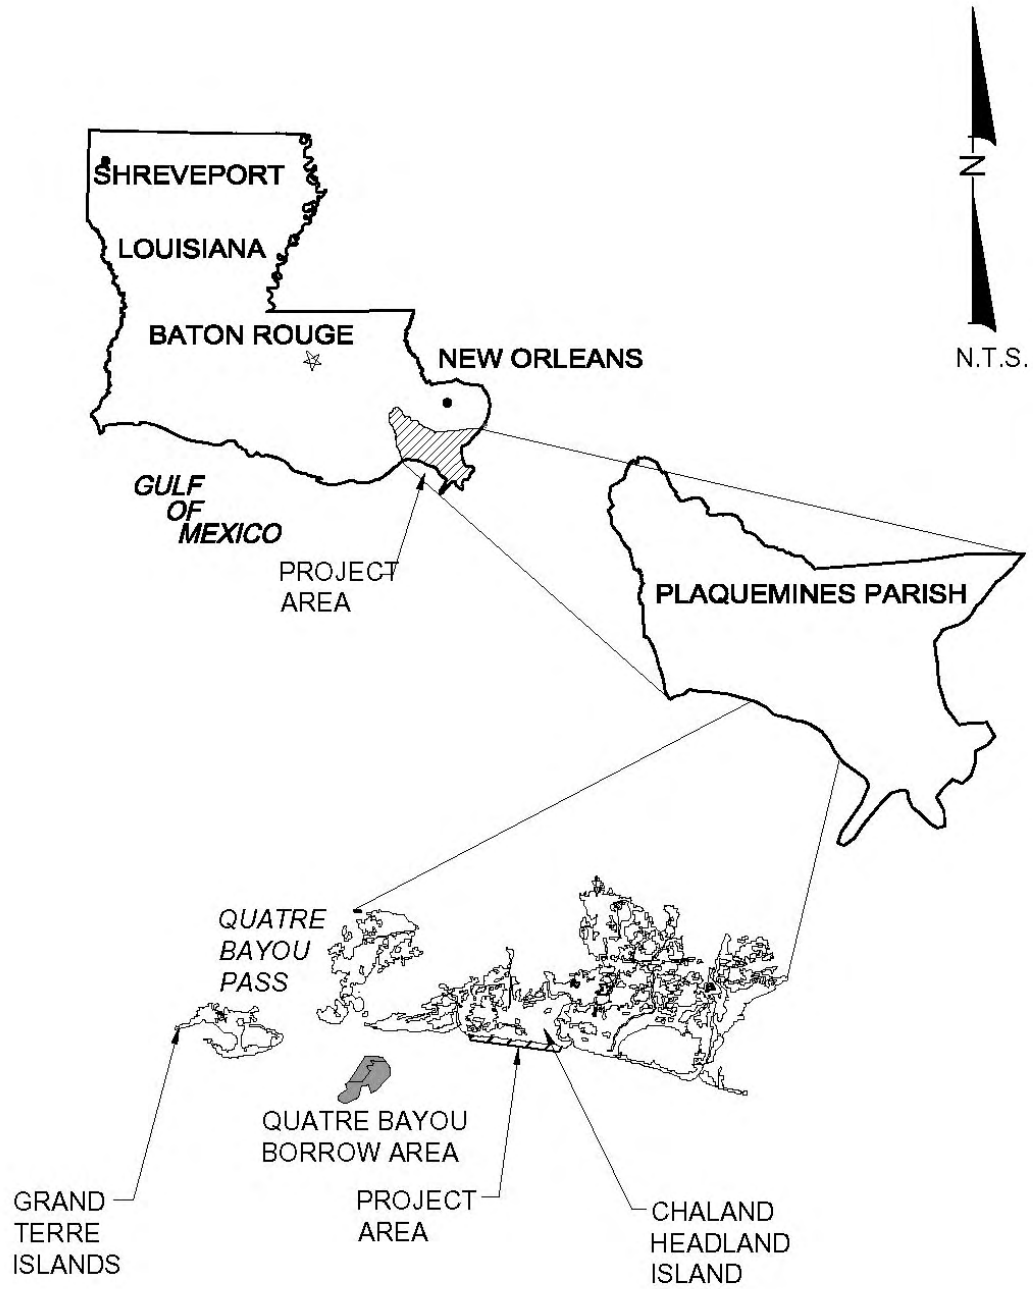 N
SHREVEPORT
LOUISIANA
BATON ROUGE
NEW ORLEANS
N.T.S.
GULF
OF
MEXICO
PROJECT
AREA
PLAQUEMINES PARISH
QUATRE
BAYOU
PASS
QUATRE BAYOU
BORROW AREA
GRAND
TERRE
ISLANDS
PROJECT
AREA
CHALAND
HEADLAND
ISLAND